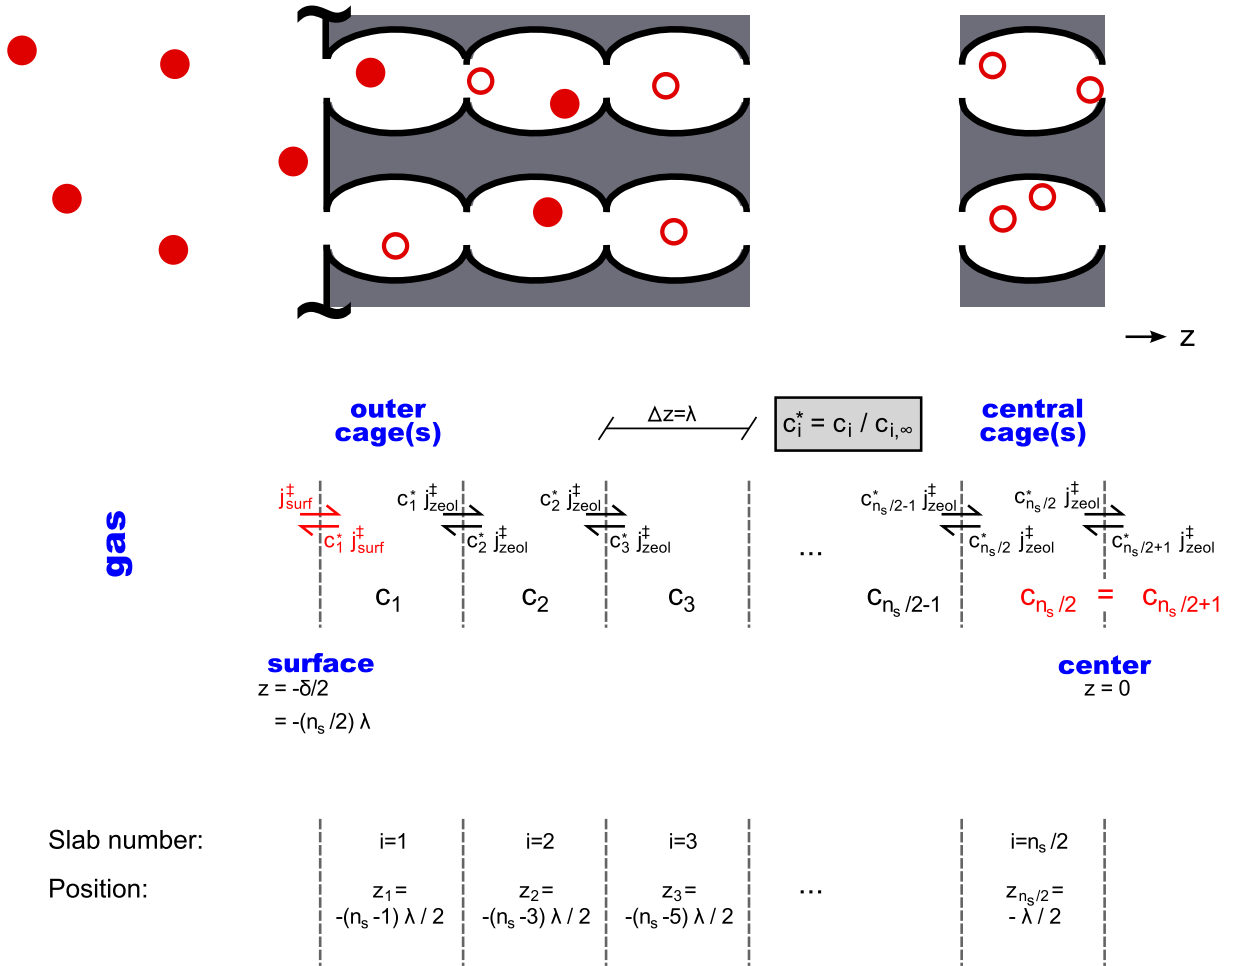 z
outer
cage(s)
Δz=λ
c*i = ci / ci,∞
central
cage(s)
gas
j‡surf
c*1 j‡surf
c*1 j‡zeol
c*2 j‡zeol
c*2 j‡zeol
c*3 j‡zeol
...
c*ns/2-1 j‡zeol
c*ns/2 j‡zeol
c*ns/2 j‡zeol
c*ns/2+1 j‡zeol
c1
c2
c3
cns/2-1
cns/2 = cns/2+1
surface
z = -δ/2
= -(ns/2) λ
center
z = 0
Slab number: i=1 i=2 i=3 i=ns/2
Position: z1= z2= z3= ... zns/2=
-(ns-1) λ / 2 -(ns-3) λ / 2 -(ns-5) λ / 2 - λ / 2